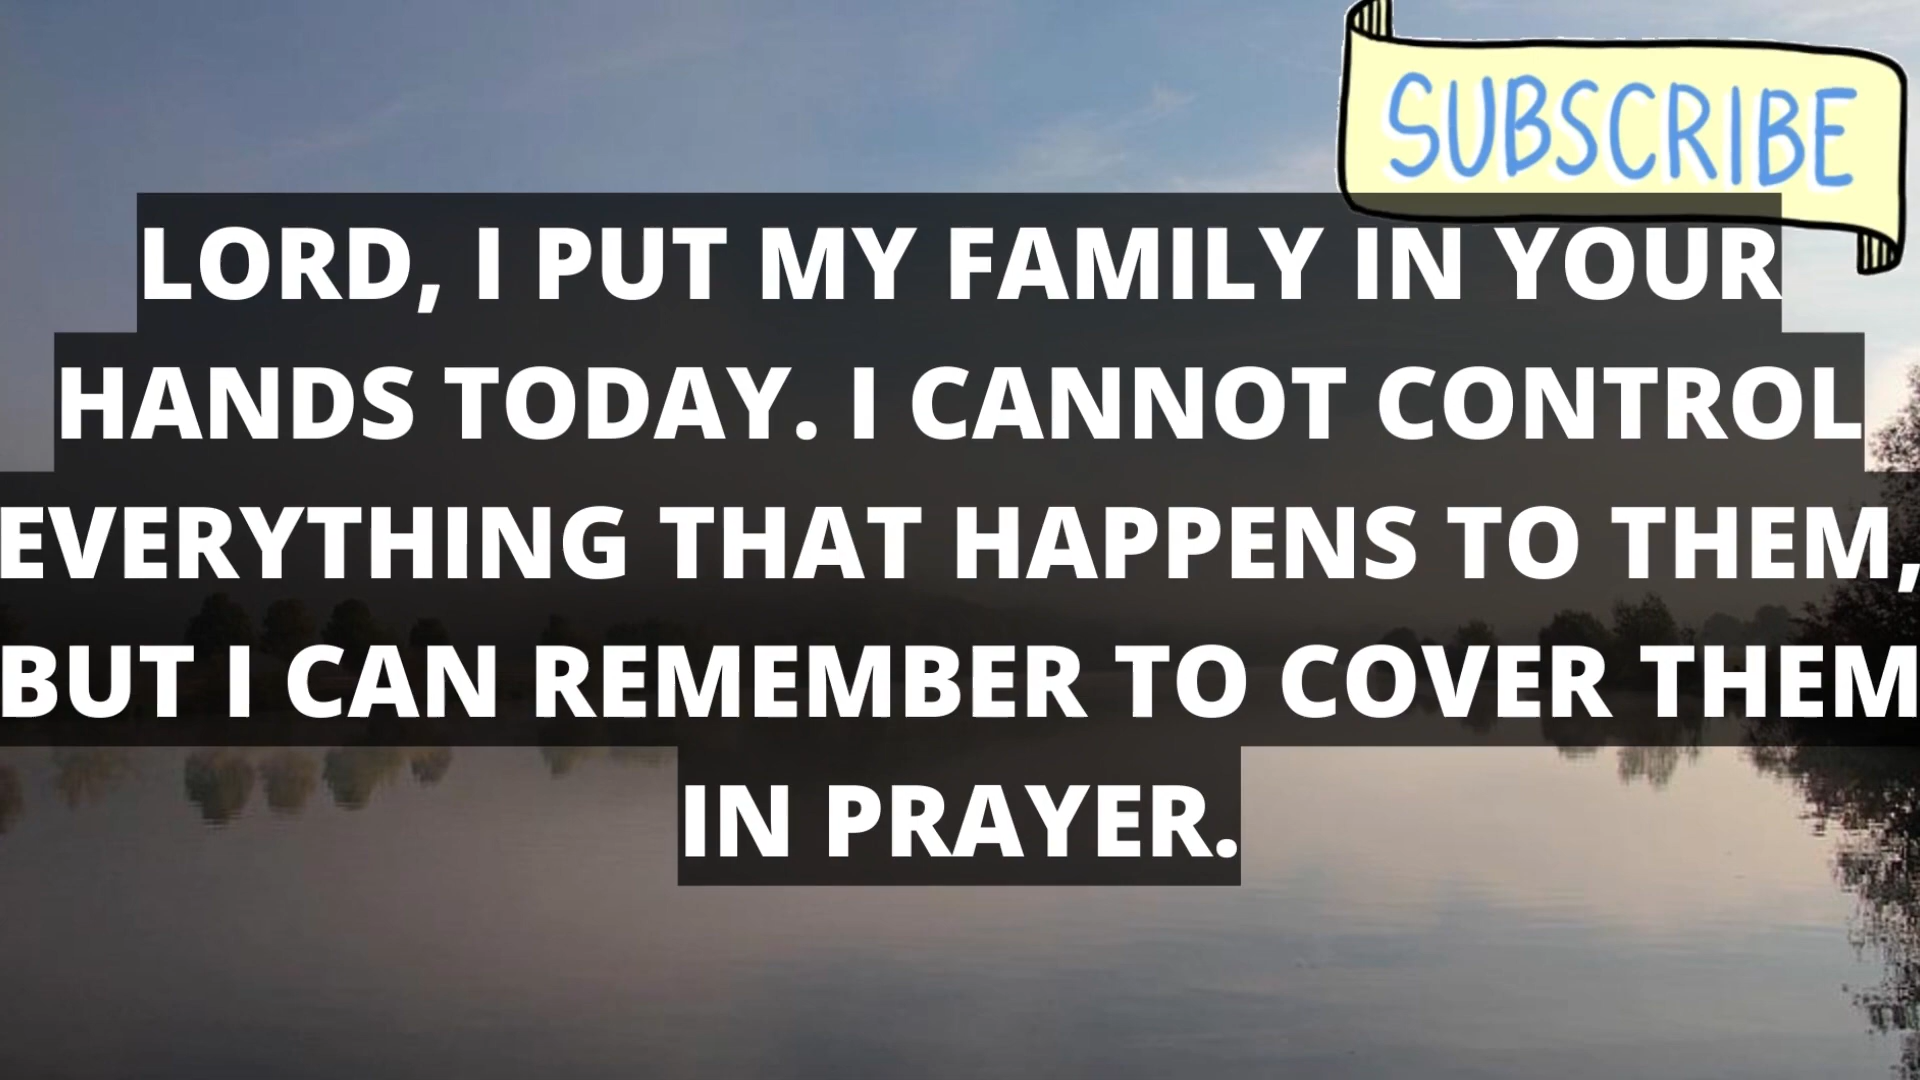 SUBSCRIBE
LORD, I PUT MY FAMILY IN YOUR
HANDS TODAY. I CANNOT CONTROL
EVERYTHING THAT HAPPENS TO THEM,
BUT I CAN REMEMBER TO COVER THEM
IN PRAYER.